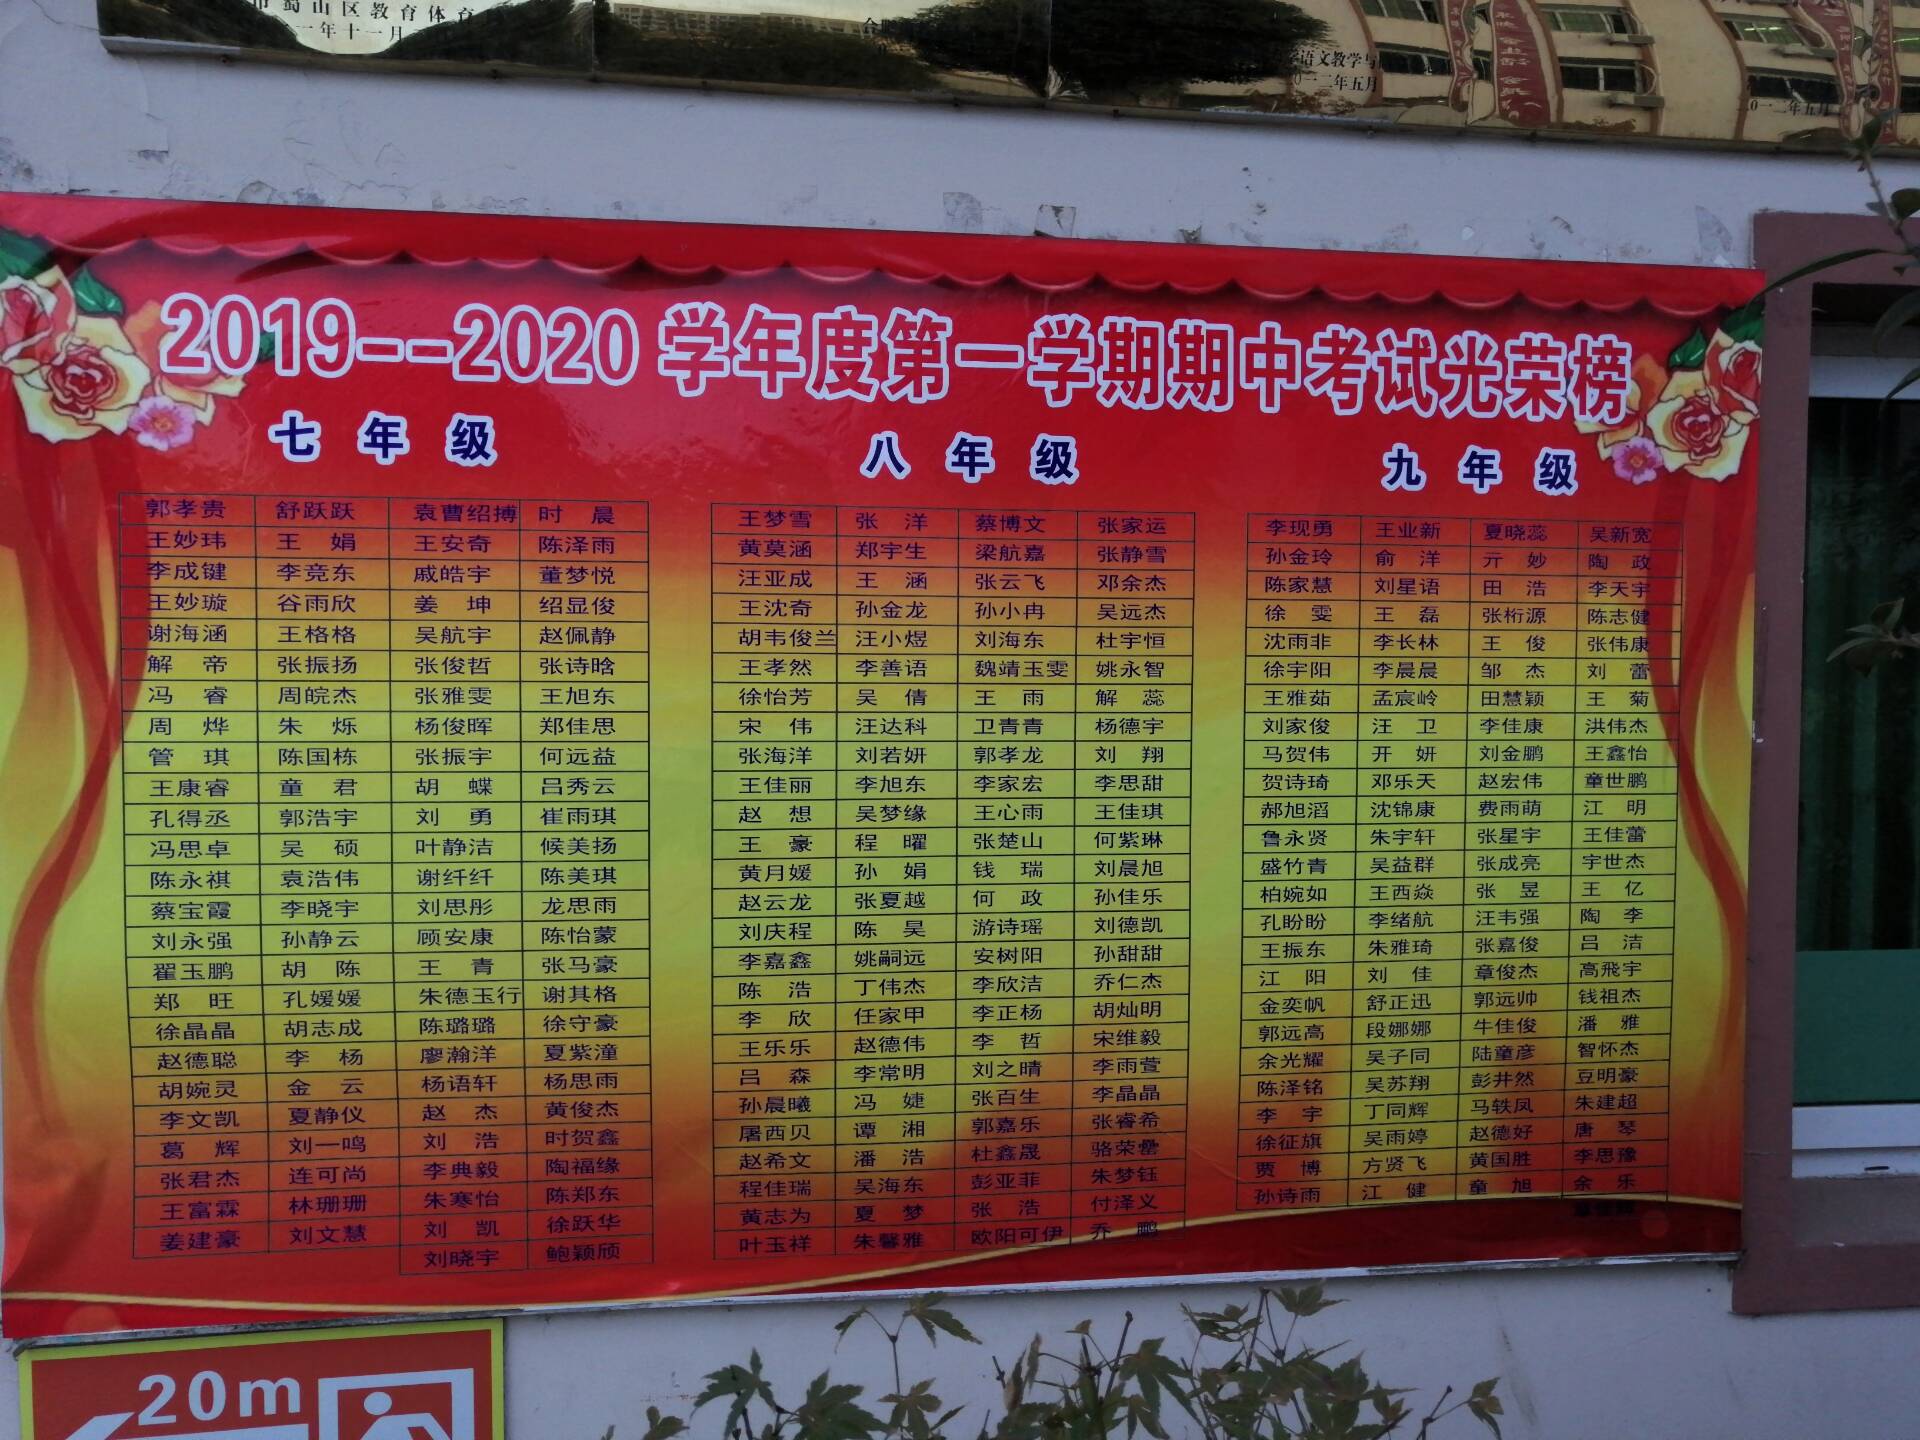 市蜀山区教育体育
一年十一月
语文教学与
〇一二年五月
二〇一二年五月
2019--2020 学年度第一学期期中考试光荣榜
七 年 级
郭孝贵 舒跃跃 袁曹绍搏 时 晨
王妙玮 王 娟 王安奇 陈泽雨
李成键 李竞东 戚皓宇 董梦悦
王妙璇 谷雨欣 姜 坤 绍显俊
谢海涵 王格格 吴航宇 赵佩静
解 帝 张振扬 张俊哲 张诗晗
冯 睿 周皖杰 张雅雯 王旭东
周 烨 朱 烁 杨俊晖 郑佳思
管 琪 陈国栋 张振宇 何远益
王康睿 童 君 胡 蝶 吕秀云
孔得丞 郭浩宇 刘 勇 崔雨琪
冯思卓 吴 硕 叶静洁 候美扬
陈永祺 袁浩伟 谢纤纤 陈美琪
蔡宝霞 李晓宇 刘思彤 龙思雨
刘永强 孙静云 顾安康 陈怡蒙
翟玉鹏 胡 陈 王 青 张马豪
郑 旺 孔媛媛 朱德玉行 谢其格
徐晶晶 胡志成 陈璐璐 徐守豪
赵德聪 李 杨 廖瀚洋 夏紫潼
胡婉灵 金 云 杨语轩 杨思雨
李文凯 夏静仪 赵 杰 黄俊杰
葛 辉 刘一鸣 刘 浩 时贺鑫
张君杰 连可尚 李典毅 陶福缘
王富霖 林珊珊 朱寒怡 陈郑东
姜建豪 刘文慧 刘 凯 徐跃华
刘晓宇 鲍颖颀
八 年 级
王梦雪 张 洋 蔡博文 张家运
黄莫涵 郑宇生 梁航嘉 张静雪
汪亚成 王 涵 张云飞 邓余杰
王沈奇 孙金龙 孙小冉 吴远杰
胡韦俊兰 汪小煜 刘海东 杜宇恒
王孝然 李善语 魏靖玉雯 姚永智
徐怡芳 吴 倩 王 雨 解 蕊
宋 伟 汪达科 卫青青 杨德宇
张海洋 刘若妍 郭孝龙 刘 翔
王佳丽 李旭东 李家宏 李思甜
赵 想 吴梦缘 王心雨 王佳琪
王 豪 程 曜 张楚山 何紫琳
黄月媛 孙 娟 钱 瑞 刘晨旭
赵云龙 张夏越 何 政 孙佳乐
刘庆程 陈 昊 游诗瑶 刘德凯
李嘉鑫 姚嗣远 安树阳 孙甜甜
陈 浩 丁伟杰 李欣洁 乔仁杰
李 欣 任家甲 李正杨 胡灿明
王乐乐 赵德伟 李 哲 宋维毅
吕 森 李常明 刘之晴 李雨萱
孙晨曦 冯 婕 张百生 李晶晶
屠西贝 谭 湘 郭嘉乐 张睿希
赵希文 潘 浩 杜鑫晟 骆荣罍
程佳瑞 吴海东 彭亚菲 朱梦钰
黄志为 夏 梦 张 浩 付泽义
叶玉祥 朱馨雅 欧阳可伊 乔 鹏
九 年 级
李现勇 王业新 夏晓蕊 吴新宽
孙金玲 俞 洋 亓 妙 陶 政
陈家慧 刘星语 田 浩 李天宇
徐 雯 王 磊 张桁源 陈志健
沈雨非 李长林 王 俊 张伟康
徐宇阳 李晨晨 邹 杰 刘 蕾
王雅茹 孟宸岭 田慧颖 王 菊
刘家俊 汪 卫 李佳康 洪伟杰
马贺伟 开 妍 刘金鹏 王鑫怡
贺诗琦 邓乐天 赵宏伟 童世鹏
郝旭滔 沈锦康 费雨萌 江 明
鲁永贤 朱宇轩 张星宇 王佳蕾
盛竹青 吴益群 张成亮 宇世杰
柏婉如 王西焱 张 昱 王 亿
孔盼盼 李绪航 汪韦强 陶 李
王振东 朱雅琦 张嘉俊 吕 洁
江 阳 刘 佳 章俊杰 高飛宇
金奕帆 舒正迅 郭远帅 钱祖杰
郭远高 段娜娜 牛佳俊 潘 雅
余光耀 吴子同 陆童彦 智怀杰
陈泽铭 吴苏翔 彭井然 豆明豪
李 宇 丁同辉 马轶凤 朱建超
徐征旗 吴雨婷 赵德好 唐 琴
贾 博 方贤飞 黄国胜 李思豫
孙诗雨 江 健 童 旭 余 乐
20m